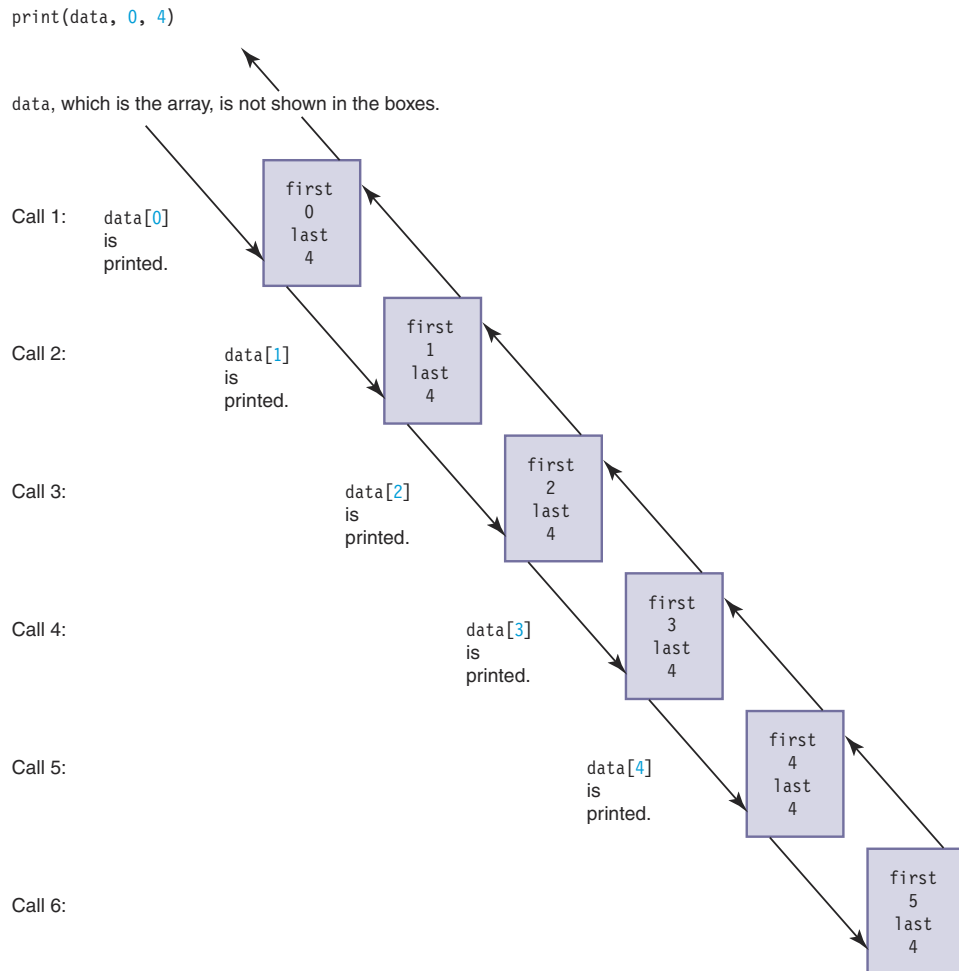 print(data, 0, 4)
data, which is the array, is not shown in the boxes.
Call 1:
data[0]
is
printed.
first
0
last
4
Call 2:
data[1]
is
printed.
first
1
last
4
Call 3:
data[2]
is
printed.
first
2
last
4
Call 4:
data[3]
is
printed.
first
3
last
4
Call 5:
data[4]
is
printed.
first
4
last
4
Call 6:
first
5
last
4